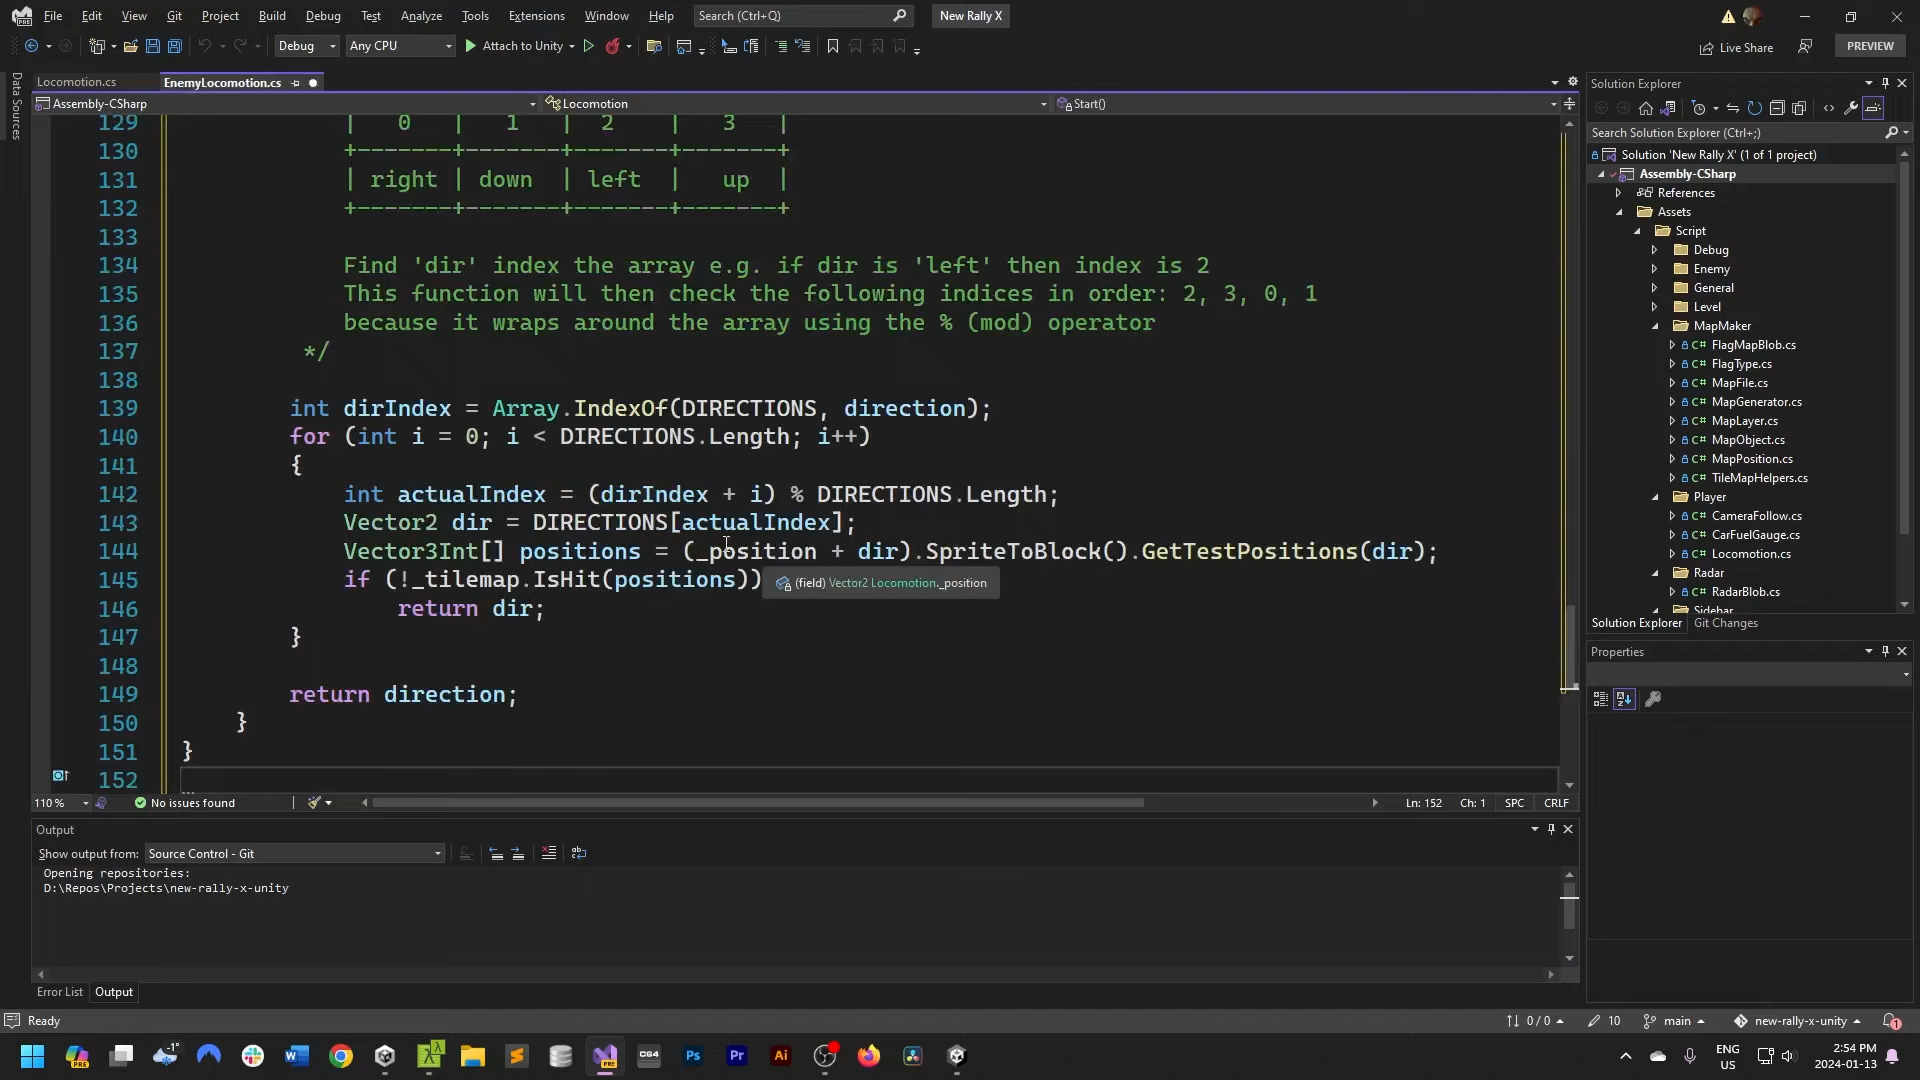 File Edit View Git Project Build Debug Test Analyze Tools Extensions Window Help Search (Ctrl+Q) New Rally X
Debug Any CPU Attach to Unity Live Share PREVIEW
Data Sources
Locomotion.cs EnemyLocomotion.cs
Assembly-CSharp Locomotion Start()
129 | 0 | 1 | 2 | 3 |
130 +-------+-------+-------+-------+
131 | right | down | left | up |
132 +-------+-------+-------+-------+
133
134 Find 'dir' index the array e.g. if dir is 'left' then index is 2
135 This function will then check the following indices in order: 2, 3, 0, 1
136 because it wraps around the array using the % (mod) operator
137 */
138
139 int dirIndex = Array.IndexOf(DIRECTIONS, direction);
140 for (int i = 0; i < DIRECTIONS.Length; i++)
141 {
142 int actualIndex = (dirIndex + i) % DIRECTIONS.Length;
143 Vector2 dir = DIRECTIONS[actualIndex];
144 Vector3Int[] positions = (_position + dir).SpriteToBlock().GetTestPositions(dir);
145 if (!_tilemap.IsHit(positions))
(field) Vector2 Locomotion._position
146 return dir;
147 }
148
149 return direction;
150 }
151 }
152
110 % No issues found Ln: 152 Ch: 1 SPC CRLF
Output
Show output from: Source Control - Git
Opening repositories:
D:\Repos\Projects\new-rally-x-unity
Error List Output
Solution Explorer
Search Solution Explorer (Ctrl+;)
Solution 'New Rally X' (1 of 1 project)
Assembly-CSharp
References
Assets
Script
Debug
Enemy
General
Level
MapMaker
C# FlagMapBlob.cs
C# FlagType.cs
C# MapFile.cs
C# MapGenerator.cs
C# MapLayer.cs
C# MapObject.cs
C# MapPosition.cs
C# TileMapHelpers.cs
Player
C# CameraFollow.cs
C# CarFuelGauge.cs
C# Locomotion.cs
Radar
C# RadarBlob.cs
Sidebar
Solution Explorer Git Changes
Properties
Ready 0 / 0 10 main new-rally-x-unity 1
-1° PRE W C64 Ps Pr Ai ENG US 2:54 PM 2024-01-13